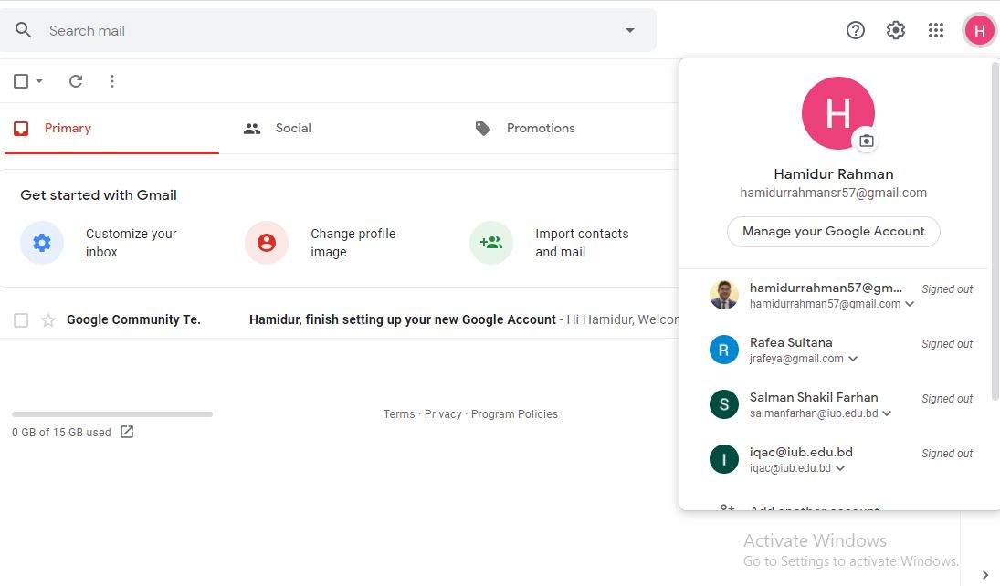 Search mail
H
Primary
Social
Promotions
Get started with Gmail
Customize your
inbox
Change profile
image
Import contacts
and mail
Google Community Te.
Hamidur, finish setting up your new Google Account - Hi Hamidur, Welcor
0 GB of 15 GB used
Terms · Privacy · Program Policies
H
Hamidur Rahman
hamidurrahmansr57@gmail.com
Manage your Google Account
hamidurrahman57@gm... Signed out
hamidurrahman57@gmail.com
R
Rafea Sultana Signed out
jrafeya@gmail.com
S
Salman Shakil Farhan Signed out
salmanfarhan@iub.edu.bd
I
iqac@iub.edu.bd Signed out
iqac@iub.edu.bd
Add another account
Activate Windows
Go to Settings to activate Windows.